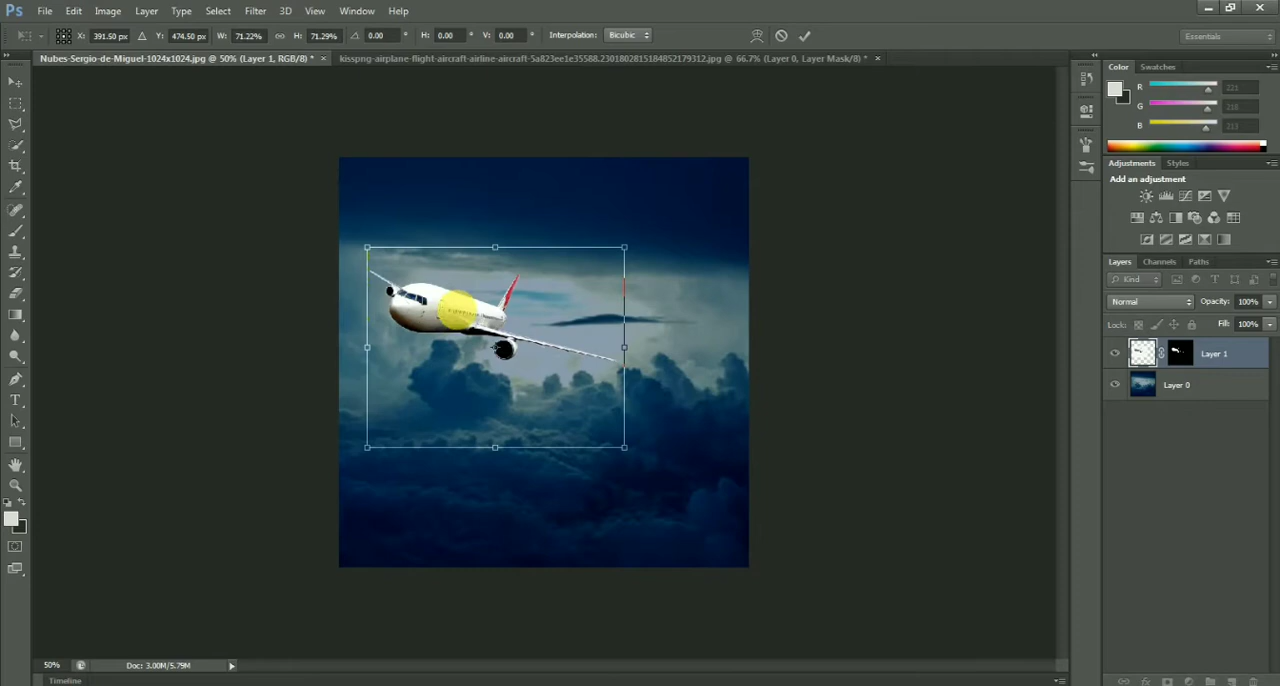 Ps File Edit Image Layer Type Select Filter 3D View Window Help
X: 391.50 px Y: 474.50 px W: 71.22% H: 71.29% 0.00 ° H: 0.00 ° V: 0.00 ° Interpolation: Bicubic Essentials
Nubes-Sergio-de-Miguel-1024x1024.jpg @ 50% (Layer 1, RGB/8) * × kisspng-airplane-flight-aircraft-airline-aircraft-5a823ee1e35588.2301802815184852179312.jpg @ 66.7% (Layer 0, Layer Mask/8) * ×
Color Swatches
R 221
G 216
B 213
Adjustments Styles
Add an adjustment
Layers Channels Paths
Kind
Normal Opacity: 100%
Lock: Fill: 100%
Layer 1
Layer 0
50% Doc: 3.00M/5.79M
Timeline